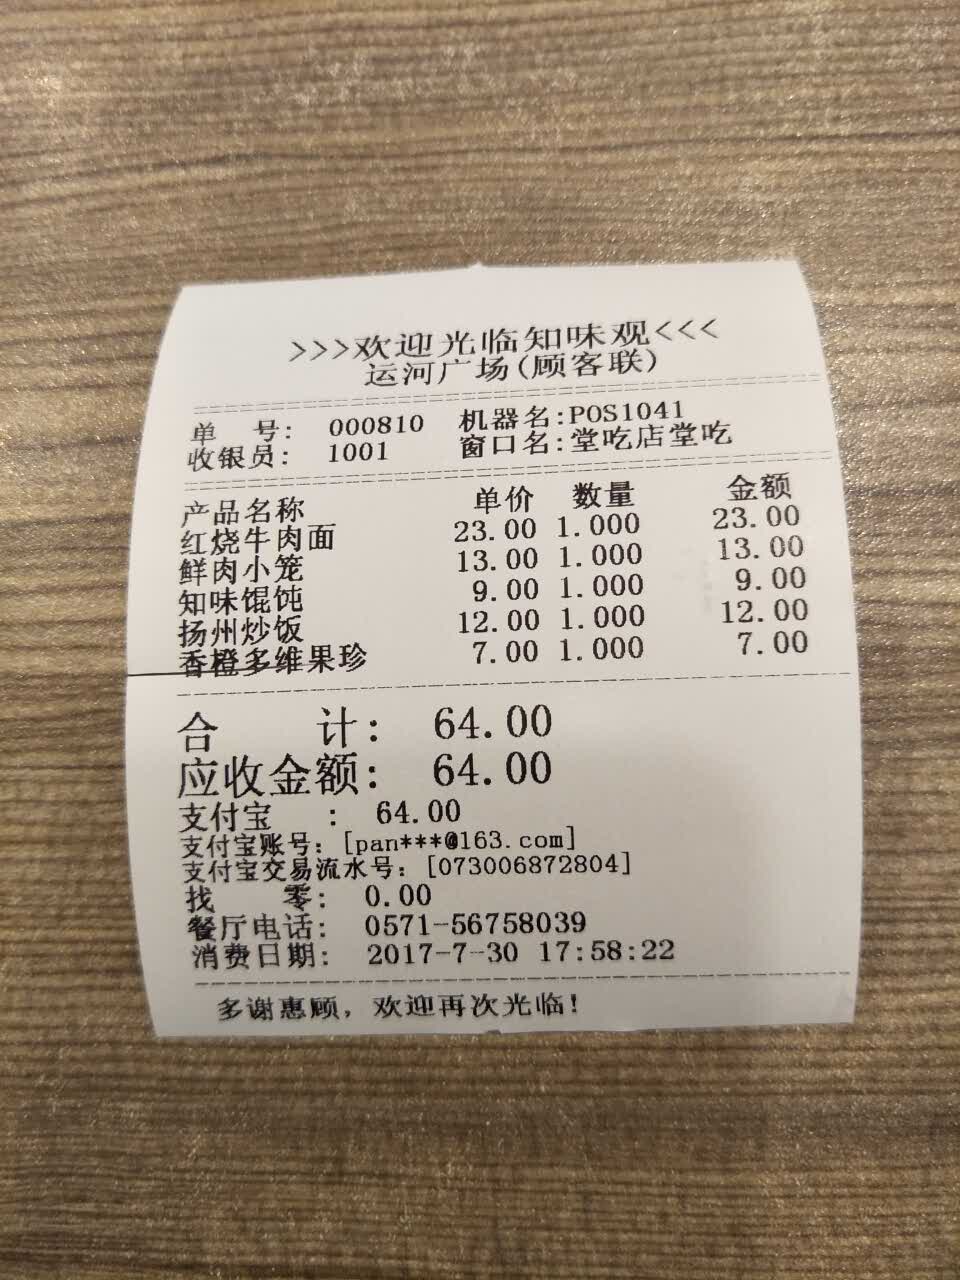 >>>欢迎光临知味观<<<
运河广场(顾客联)
单 号: 000810 机器名:POS1041
收银员: 1001 窗口名:堂吃店堂吃
产品名称 单价 数量 金额
红烧牛肉面 23.00 1.000 23.00
鲜肉小笼 13.00 1.000 13.00
知味馄饨 9.00 1.000 9.00
扬州炒饭 12.00 1.000 12.00
香橙多维果珍 7.00 1.000 7.00
合 计: 64.00
应收金额: 64.00
支付宝 : 64.00
支付宝账号: [pan***@163.com]
支付宝交易流水号: [073006872804]
找 零: 0.00
餐厅电话: 0571-56758039
消费日期: 2017-7-30 17:58:22
多谢惠顾, 欢迎再次光临!